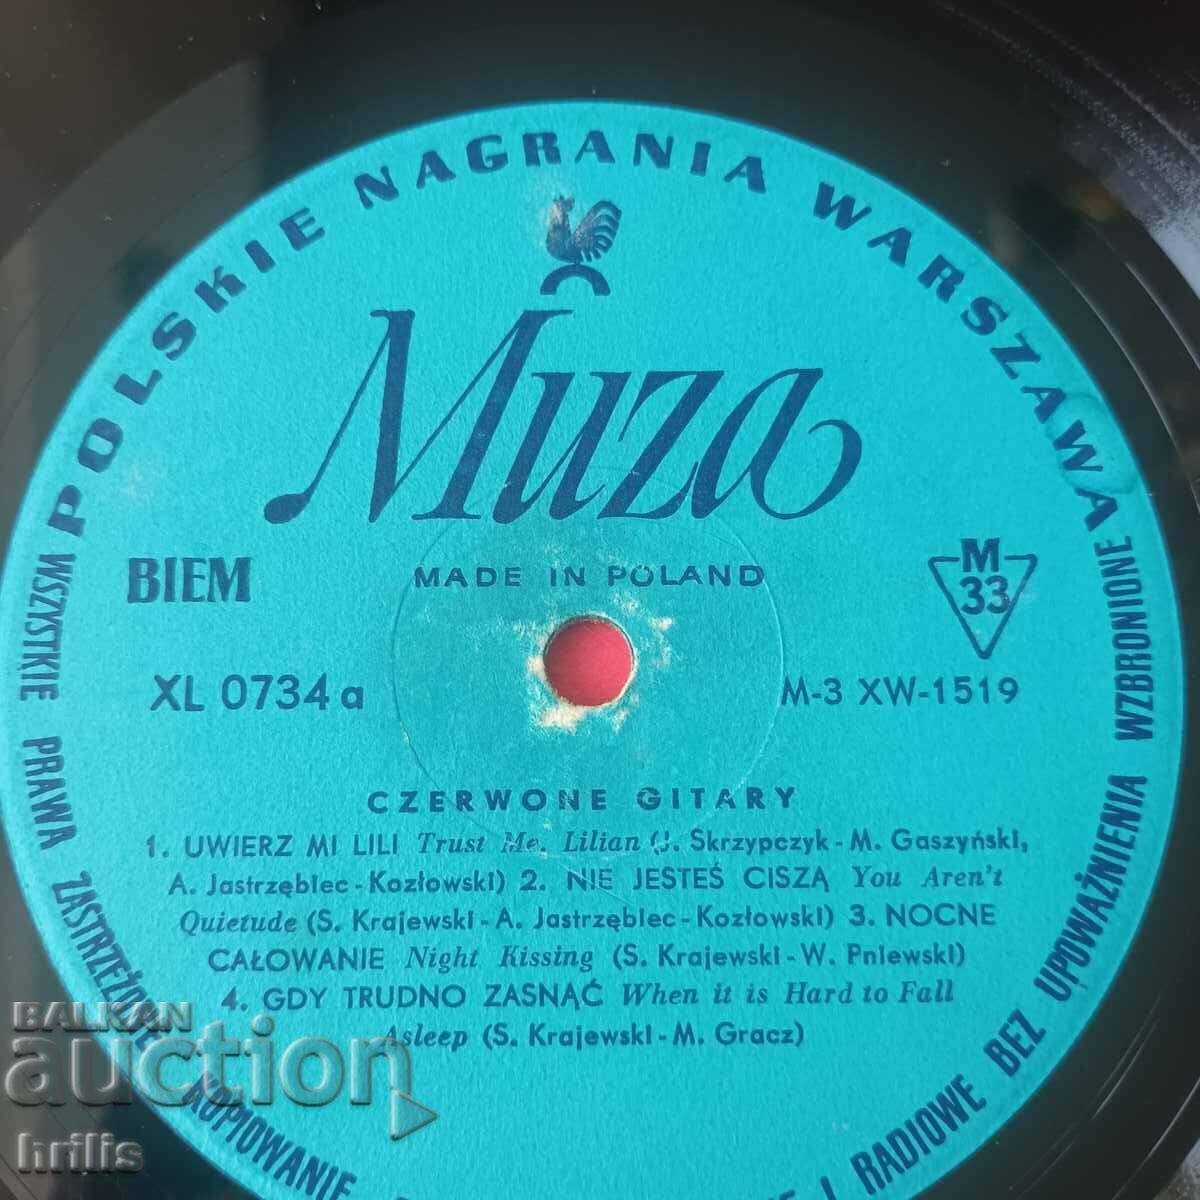 POLSKIE NAGRANIA WARSZAWA
Muza
BIEM
MADE IN POLAND
M
33
XL 0734 a
M-3 XW-1519
CZERWONE GITARY
1. UWIERZ MI LILI Trust Me. Lilian (J. Skrzypczyk - M. Gaszyński,
A. Jastrzębiec-Kozłowski) 2. NIE JESTEŚ CISZĄ You Aren't
Quietude (S. Krajewski - A. Jastrzębiec-Kozłowski) 3. NOCNE
CAŁOWANIE Night Kissing (S. Krajewski - W. Pniewski)
4. GDY TRUDNO ZASNĄĆ When it is Hard to Fall
Asleep (S. Krajewski - M. Gracz)
WSZYSTKIE PRAWA ZASTRZEŻONE KOPIOWANIE
I RADIOWE BEZ UPOWAŻNIENIA WZBRONIONE
BALKAN
auction
hrilis